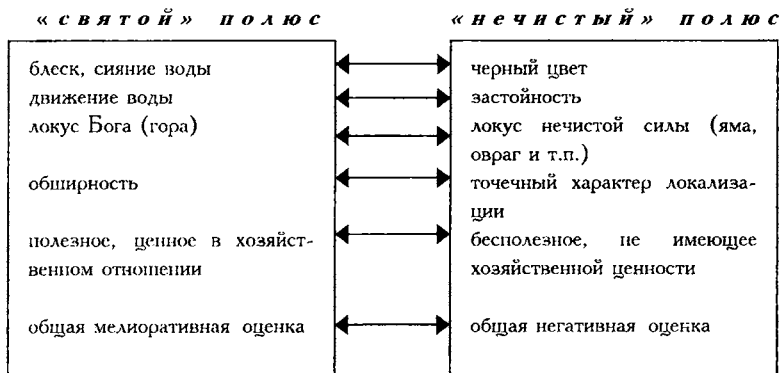 «святой» полюс
«нечистый» полюс
блеск, сияние воды
движение воды
локус Бога (гора)
обширность
полезное, ценное в хозяйст-
венном отношении
общая мелиоративная оценка
черный цвет
застойность
локус нечистой силы (яма,
овраг и т.п.)
точечный характер локализа-
ции
бесполезное, не имеющее
хозяйственной ценности
общая негативная оценка